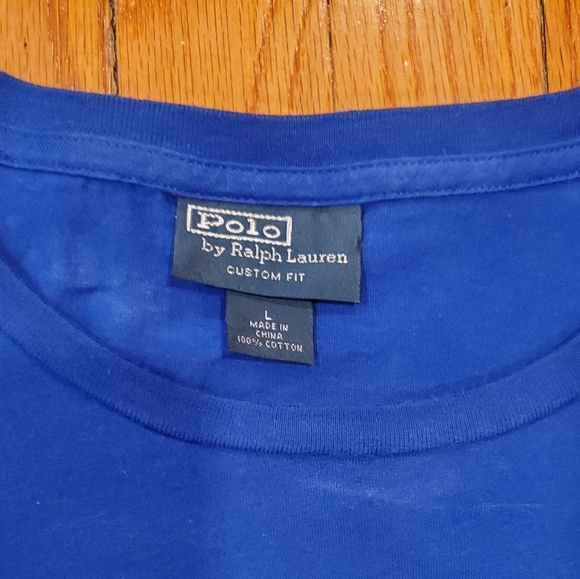 Polo
by Ralph Lauren
CUSTOM FIT
L
MADE IN
CHINA
100% COTTON